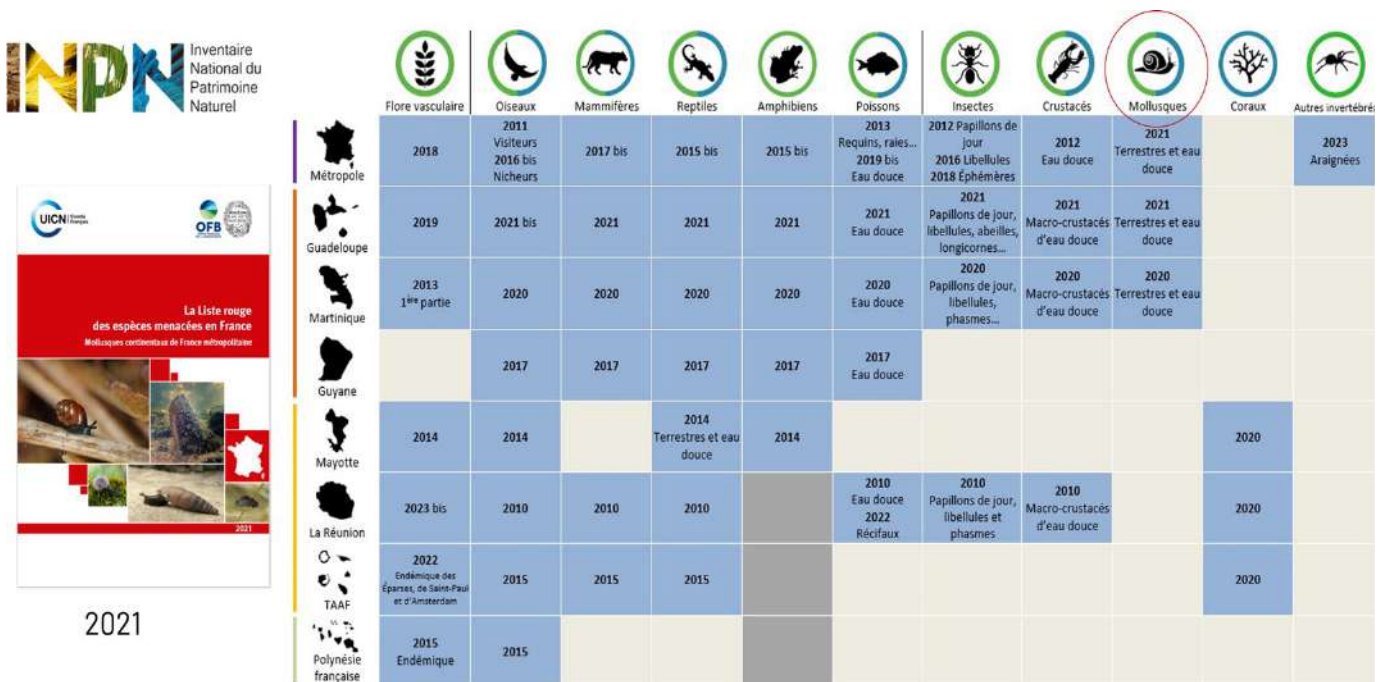 INPN
Inventaire
National du
Patrimoine
Naturel
UICN Comité
français
OFB
La Liste rouge
des espèces menacées en France
Mollusques continentaux de France métropolitaine
2021
2021
Flore vasculaire
Oiseaux
Mammifères
Reptiles
Amphibiens
Poissons
Insectes
Crustacés
Mollusques
Coraux
Autres invertébrés
Métropole
2018
2011
Visiteurs
2016 bis
Nicheurs
2017 bis
2015 bis
2015 bis
2013
Requins, raies...
2019 bis
Eau douce
2012 Papillons de
jour
2016 Libellules
2018 Éphémères
2012
Eau douce
2021
Terrestres et eau
douce
2023
Araignées
Guadeloupe
2019
2021 bis
2021
2021
2021
2021
Eau douce
2021
Papillons de jour,
libellules, abeilles,
longicornes...
2021
Macro-crustacés
d'eau douce
2021
Terrestres et eau
douce
Martinique
2013
1ère partie
2020
2020
2020
2020
2020
Eau douce
2020
Papillons de jour,
libellules,
phasmes...
2020
Macro-crustacés
d'eau douce
2020
Terrestres et eau
douce
Guyane
2017
2017
2017
2017
2017
Eau douce
Mayotte
2014
2014
2014
Terrestres et eau
douce
2014
2020
La Réunion
2023 bis
2010
2010
2010
2010
Eau douce
2022
Récifaux
2010
Papillons de jour,
libellules et
phasmes
2010
Macro-crustacés
d'eau douce
2020
TAAF
2022
Endémique des
Éparses, de Saint-Paul
et d'Amsterdam
2015
2015
2015
2020
Polynésie
française
2015
Endémique
2015